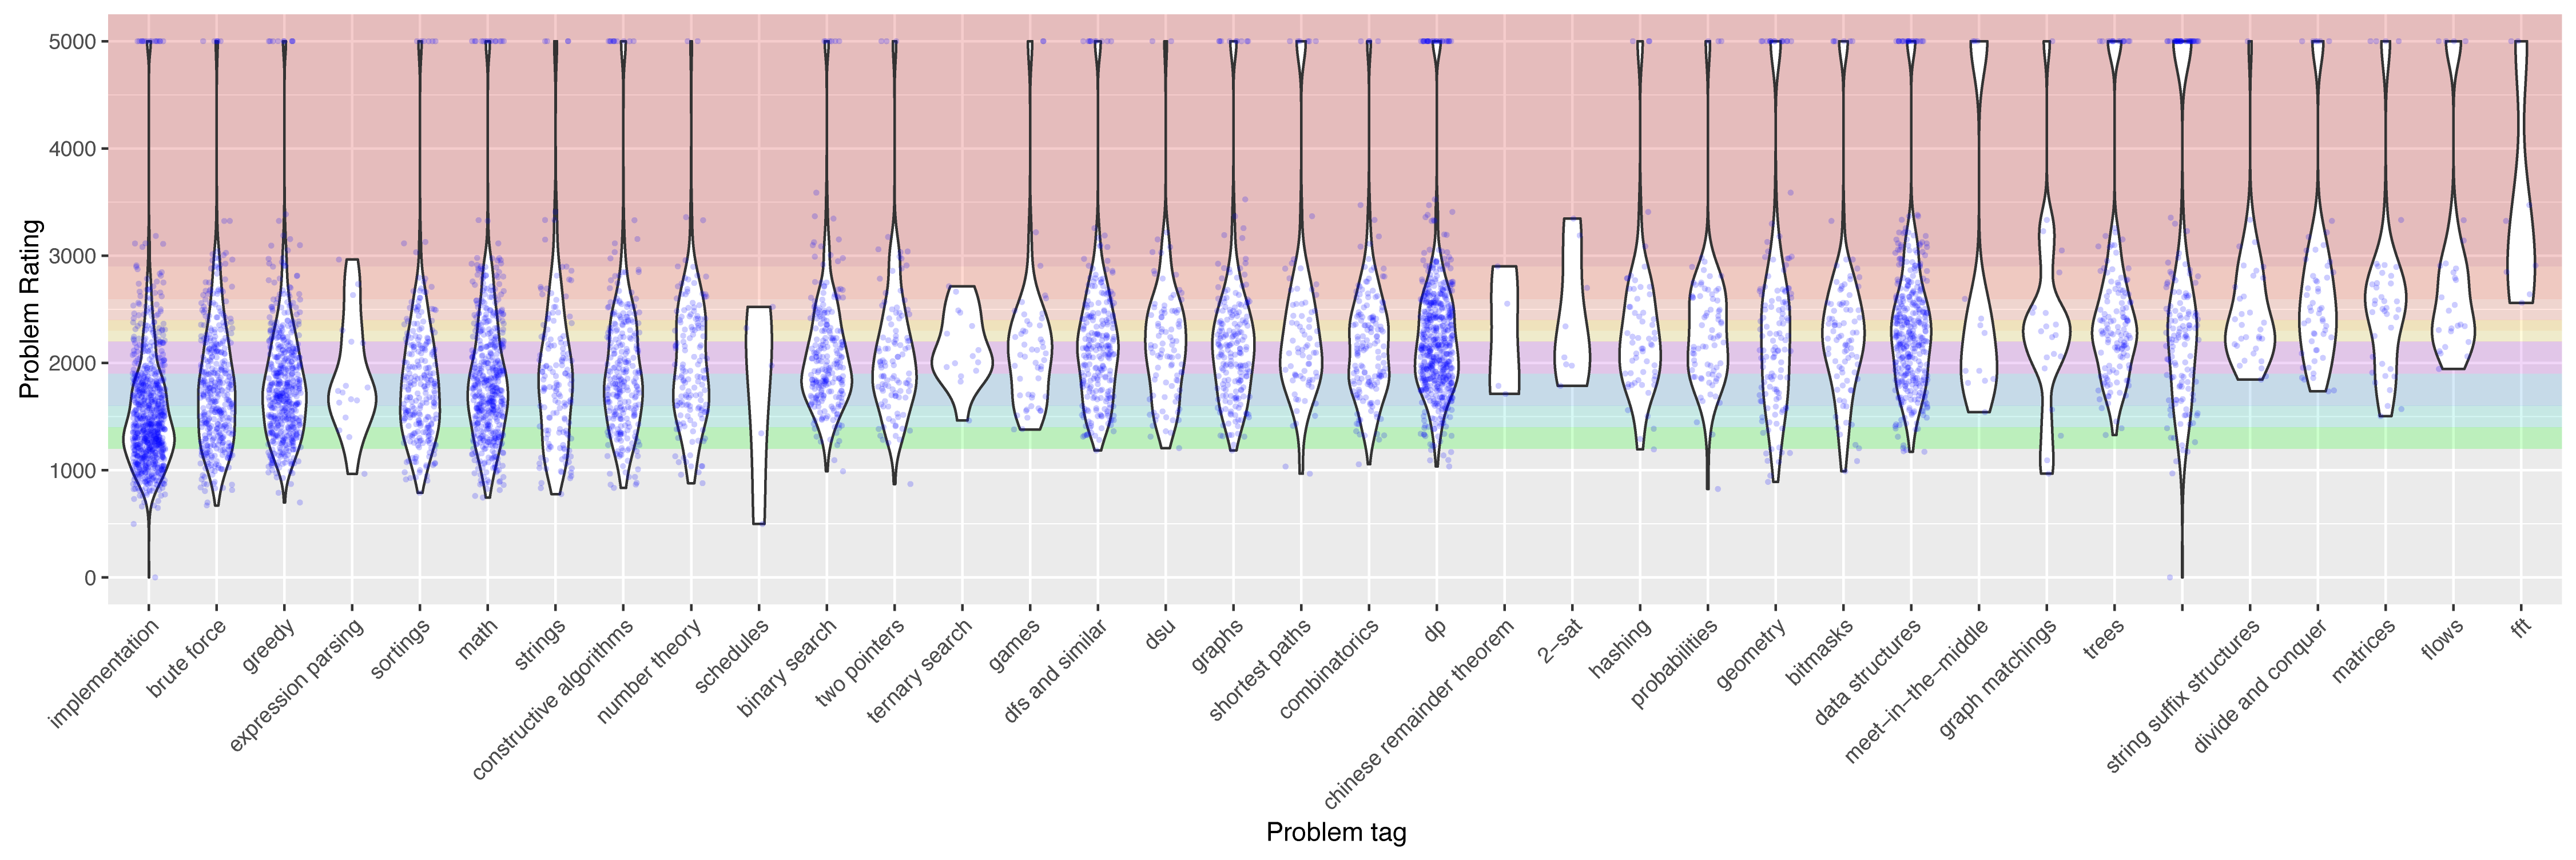 Problem Rating
5000
4000
3000
2000
1000
0
implementation
brute force
greedy
expression parsing
sortings
math
strings
constructive algorithms
number theory
schedules
binary search
two pointers
ternary search
games
dfs and similar
dsu
graphs
shortest paths
combinatorics
dp
chinese remainder theorem
2−sat
hashing
probabilities
geometry
bitmasks
data structures
meet−in−the−middle
graph matchings
trees
string suffix structures
divide and conquer
matrices
flows
fft
Problem tag